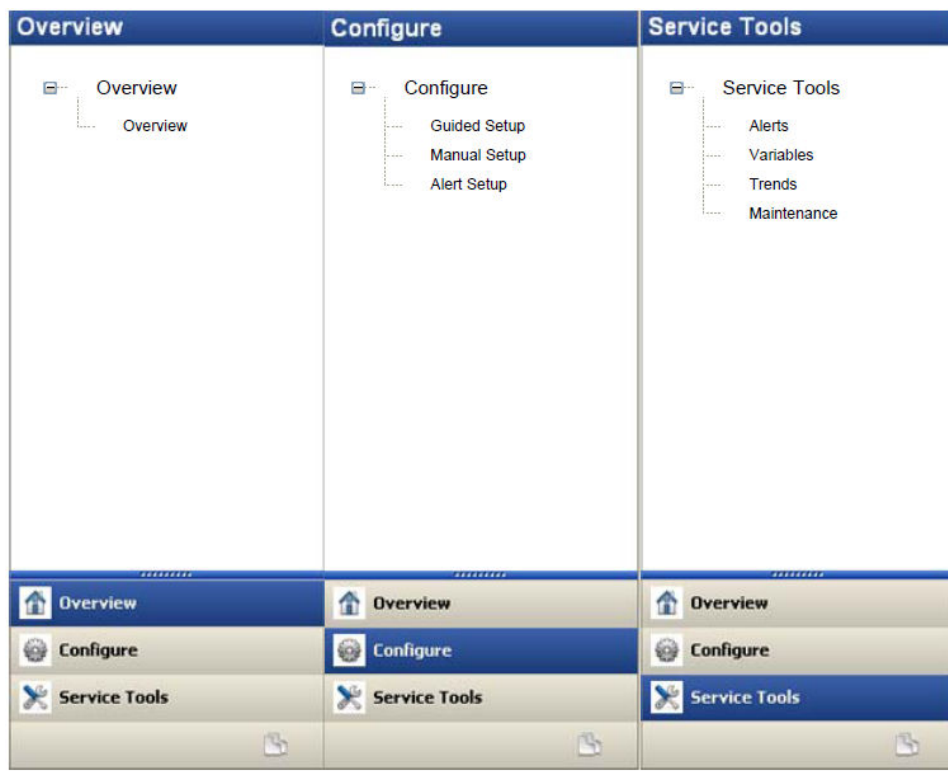 Overview
Overview
Overview
Overview
Configure
Service Tools
Configure
Configure
Guided Setup
Manual Setup
Alert Setup
Overview
Configure
Service Tools
Service Tools
Service Tools
Alerts
Variables
Trends
Maintenance
Overview
Configure
Service Tools